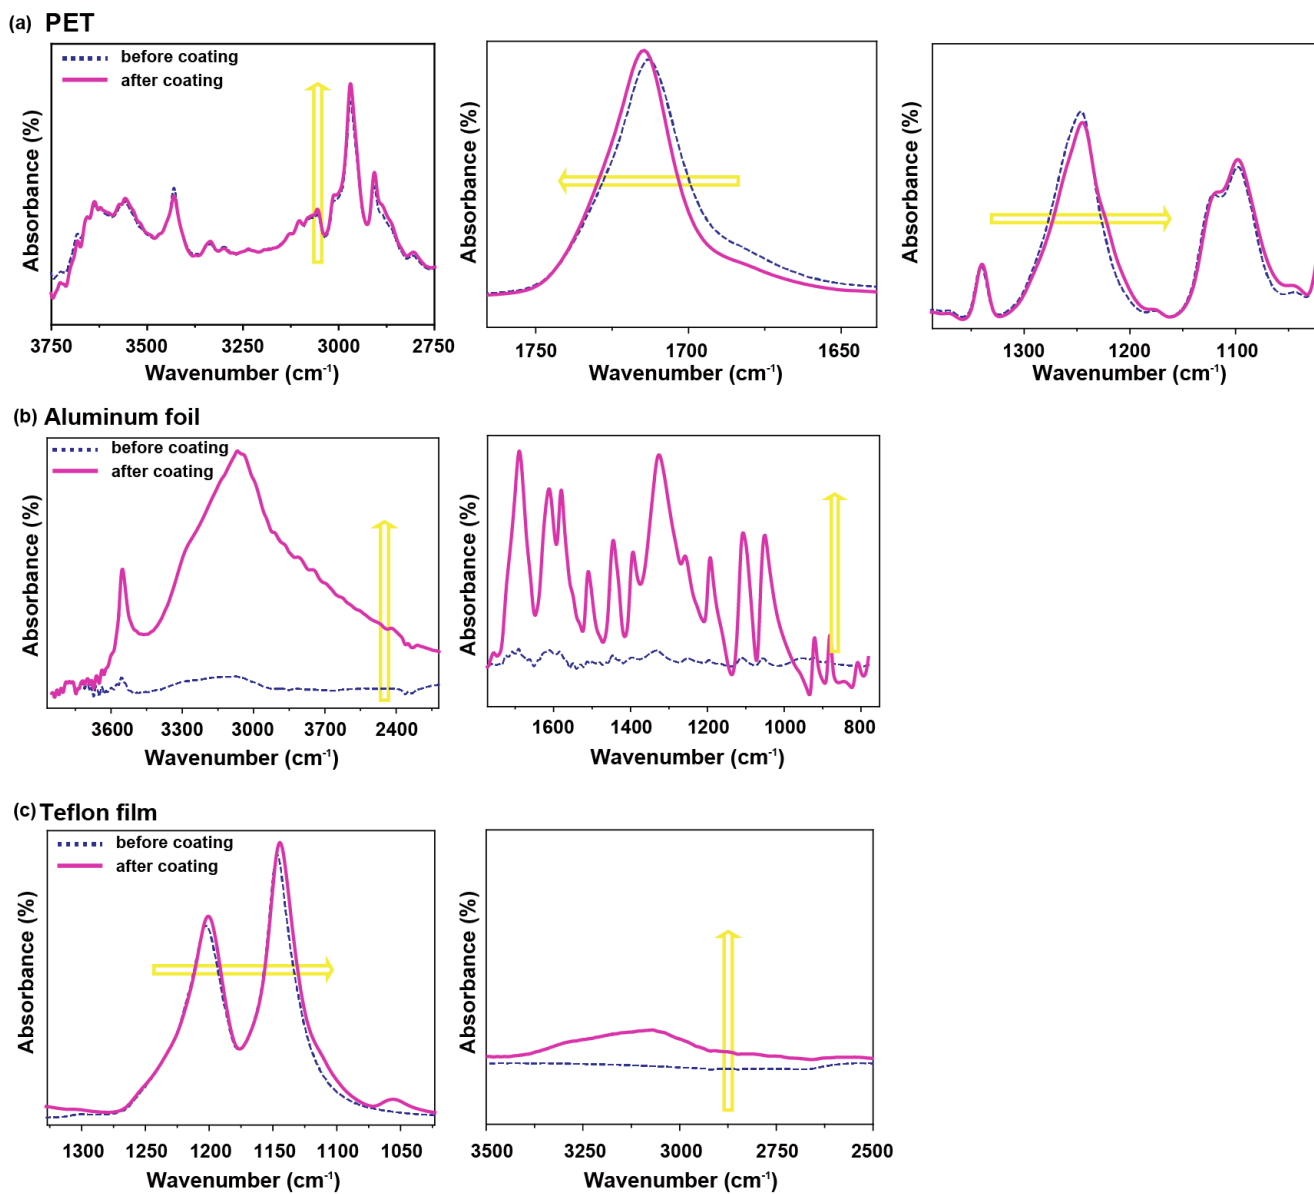 (a) PET
before coating
after coating
Absorbance (%)
3750 3500 3250 3000 2750
Wavenumber (cm-1)
Absorbance (%)
1750 1700 1650
Wavenumber (cm-1)
Absorbance (%)
1300 1200 1100
Wavenumber (cm-1)
(b) Aluminum foil
before coating
after coating
Absorbance (%)
3600 3300 3000 2700 2400
Wavenumber (cm-1)
Absorbance (%)
1600 1400 1200 1000 800
Wavenumber (cm-1)
(c) Teflon film
before coating
after coating
Absorbance (%)
1300 1250 1200 1150 1100 1050
Wavenumber (cm-1)
Absorbance (%)
3500 3250 3000 2750 2500
Wavenumber (cm-1)